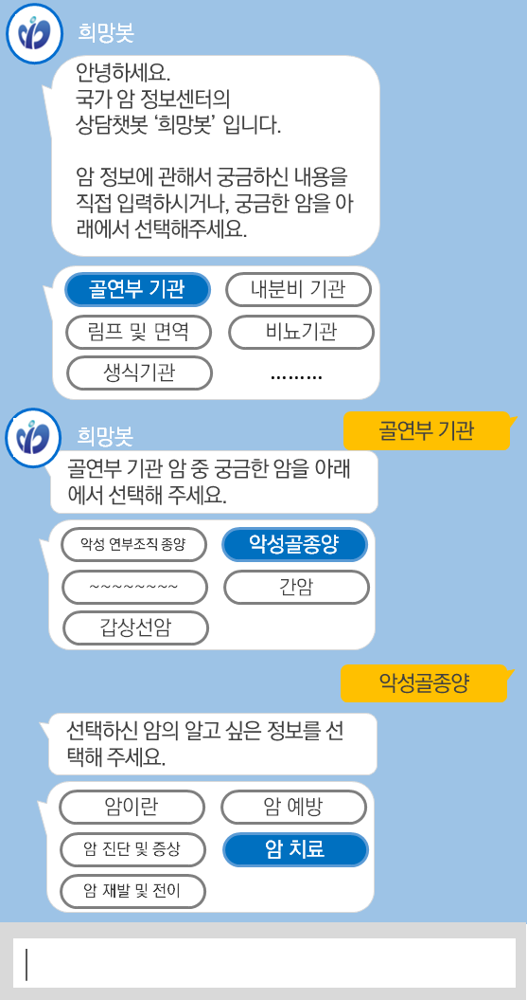 희망봇
안녕하세요.
국가 암 정보센터의
상담챗봇 ‘희망봇’ 입니다.
암 정보에 관해서 궁금하신 내용을
직접 입력하시거나, 궁금한 암을 아
래에서 선택해주세요.
골연부 기관 내분비 기관
림프 및 면역 비뇨기관
생식기관 ………
골연부 기관
희망봇
골연부 기관 암 중 궁금한 암을 아래
에서 선택해 주세요.
악성 연부조직 종양 악성골종양
~~~~~~~~ 간암
갑상선암
악성골종양
선택하신 암의 알고 싶은 정보를 선
택해 주세요.
암이란 암 예방
암 진단 및 증상 암 치료
암 재발 및 전이